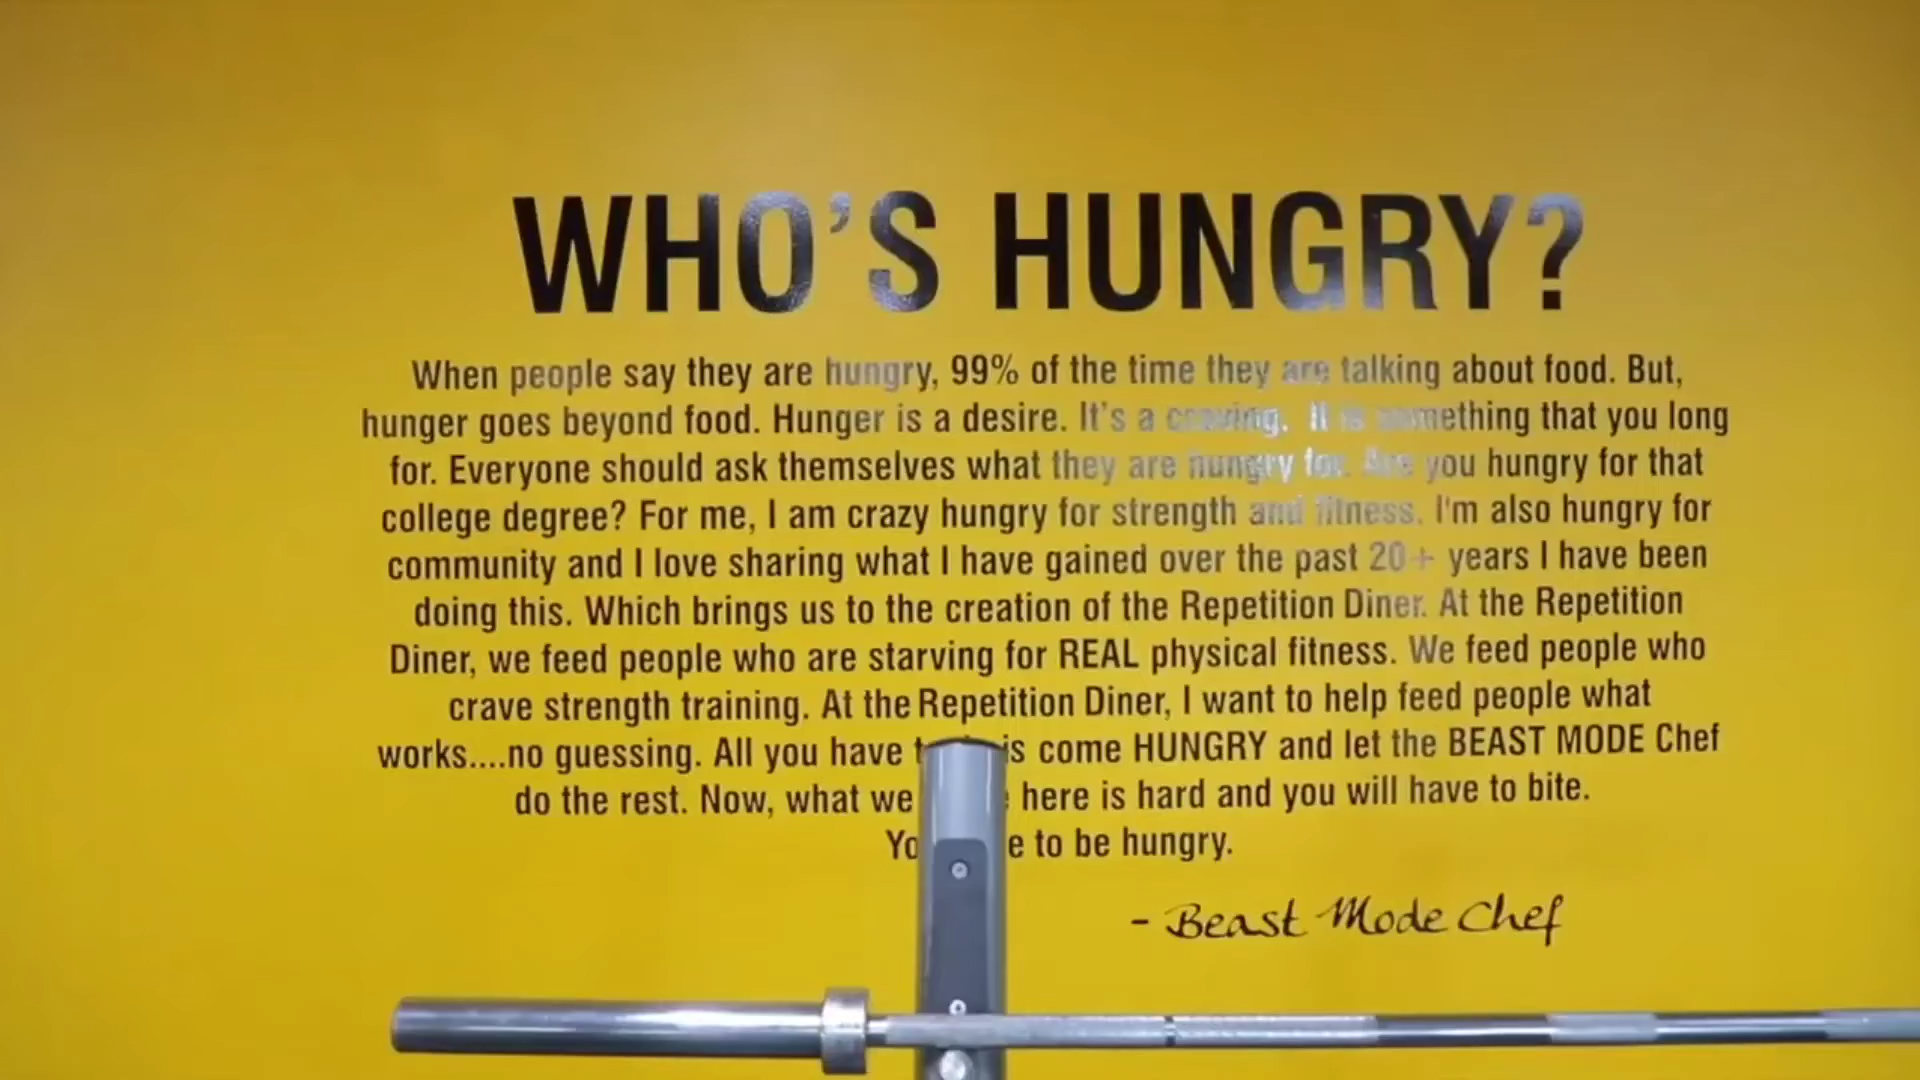 WHO'S HUNGRY?
When people say they are hungry, 99% of the time they are talking about food. But,
hunger goes beyond food. Hunger is a desire. It's a craving. It is something that you long
for. Everyone should ask themselves what they are hungry for. Are you hungry for that
college degree? For me, I am crazy hungry for strength and fitness. I'm also hungry for
community and I love sharing what I have gained over the past 20+ years I have been
doing this. Which brings us to the creation of the Repetition Diner. At the Repetition
Diner, we feed people who are starving for REAL physical fitness. We feed people who
crave strength training. At the Repetition Diner, I want to help feed people what
works....no guessing. All you have is come HUNGRY and let the BEAST MODE Chef
do the rest. Now, what we here is hard and you will have to bite.
to be hungry.
- Beast Mode Chef